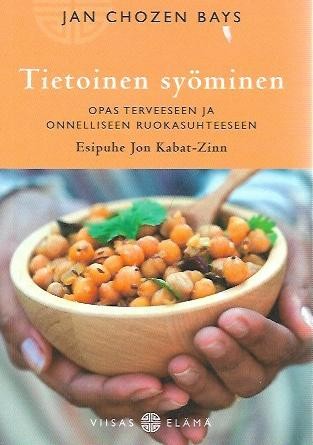 JAN CHOZEN BAYS
Tietoinen syöminen
OPAS TERVEESEEN JA
ONNELLISEEN RUOKASUHTEESEEN
Esipuhe Jon Kabat-Zinn
VIISAS ELÄMÄ